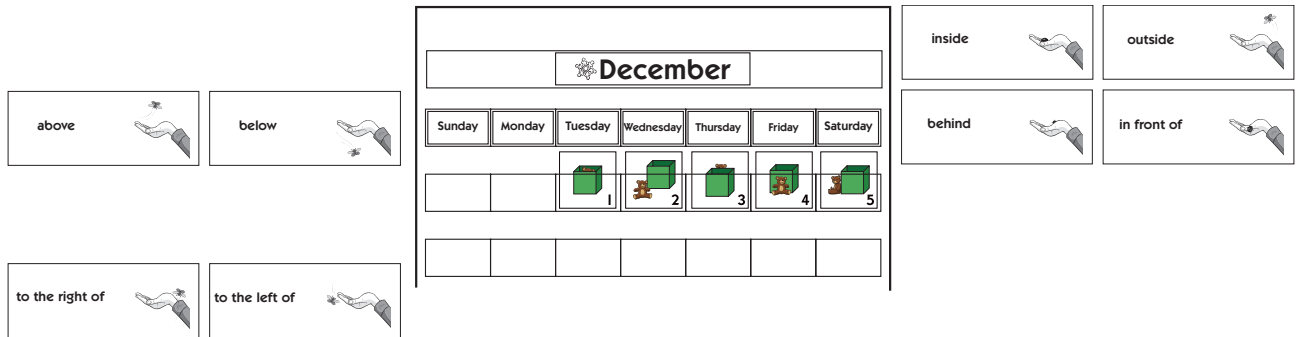 above
below
to the right of
to the left of
December
Sunday Monday Tuesday Wednesday Thursday Friday Saturday
1 2 3 4 5
inside
outside
behind
in front of